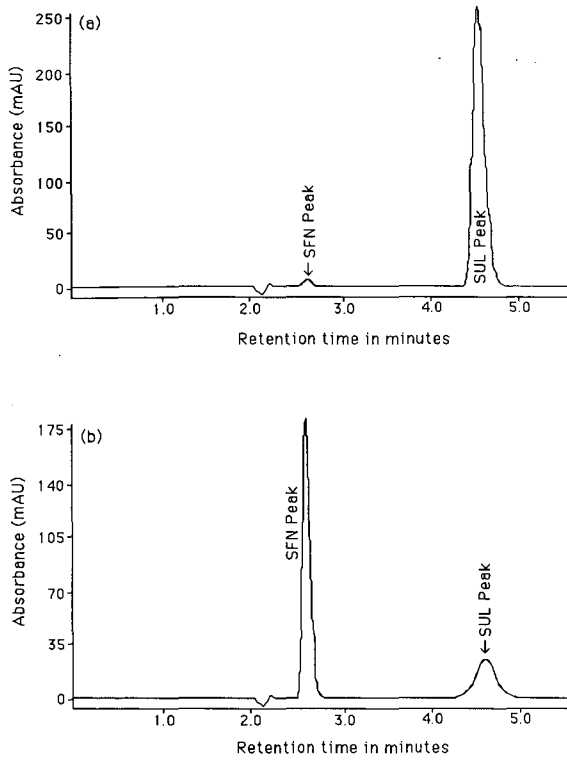 (a)
Absorbance (mAU)
250
200
150
100
50
0
SFN Peak
SUL Peak
1.0 2.0 3.0 4.0 5.0
Retention time in minutes
(b)
Absorbance (mAU)
175
140
105
70
35
0
SFN Peak
SUL Peak
1.0 2.0 3.0 4.0 5.0
Retention time in minutes